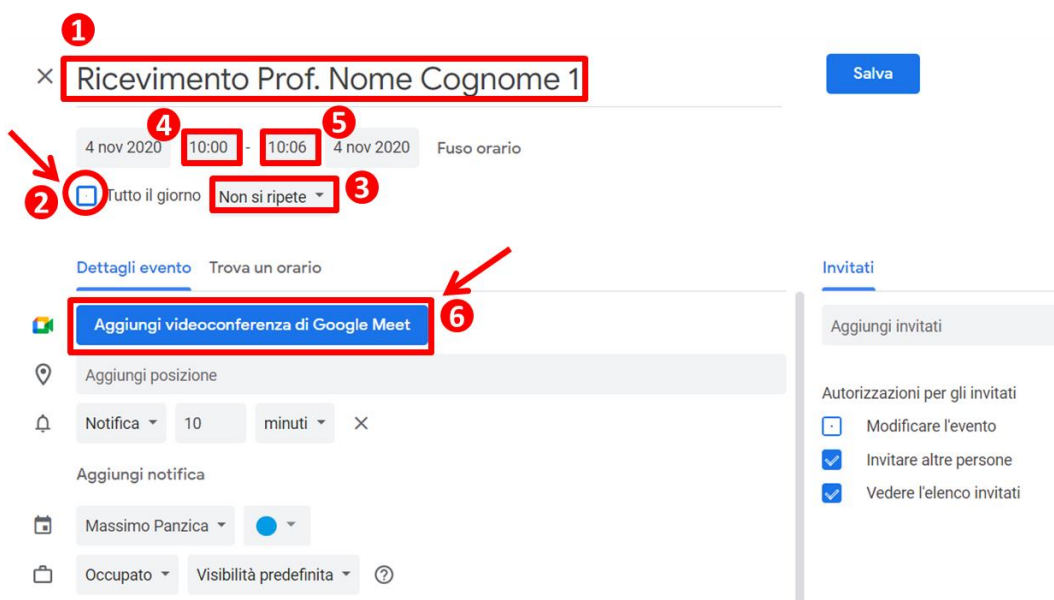 1
Ricevimento Prof. Nome Cognome 1
Salva
4 5
4 nov 2020 10:00 - 10:06 4 nov 2020 Fuso orario
2 Tutto il giorno Non si ripete 3
Dettagli evento Trova un orario
Invitati
Aggiungi videoconferenza di Google Meet 6
Aggiungi invitati
Aggiungi posizione
Autorizzazioni per gli invitati
Notifica 10 minuti
Modificare l'evento
Invitare altre persone
Aggiungi notifica
Vedere l'elenco invitati
Massimo Panzica
Occupato Visibilità predefinita